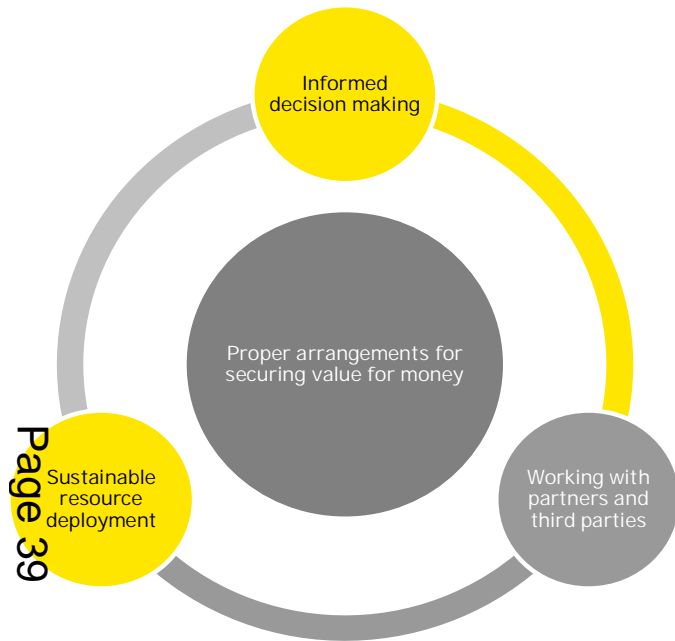 Informed
decision making
Proper arrangements for
securing value for money
Sustainable
resource
deployment
Working with
partners and
third parties
Page 39